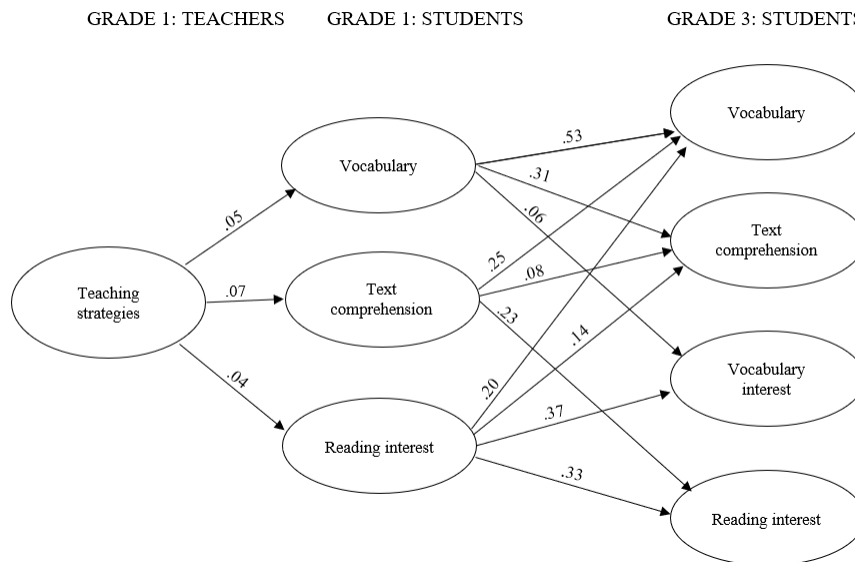 GRADE 1: TEACHERS
GRADE 1: STUDENTS
GRADE 3: STUDENTS
Teaching
strategies
.05
.07
.04
Vocabulary
Text
comprehension
Reading interest
.53
.31
.06
.25
.08
.23
.20
.14
.37
.33
Vocabulary
Text
comprehension
Vocabulary
interest
Reading interest